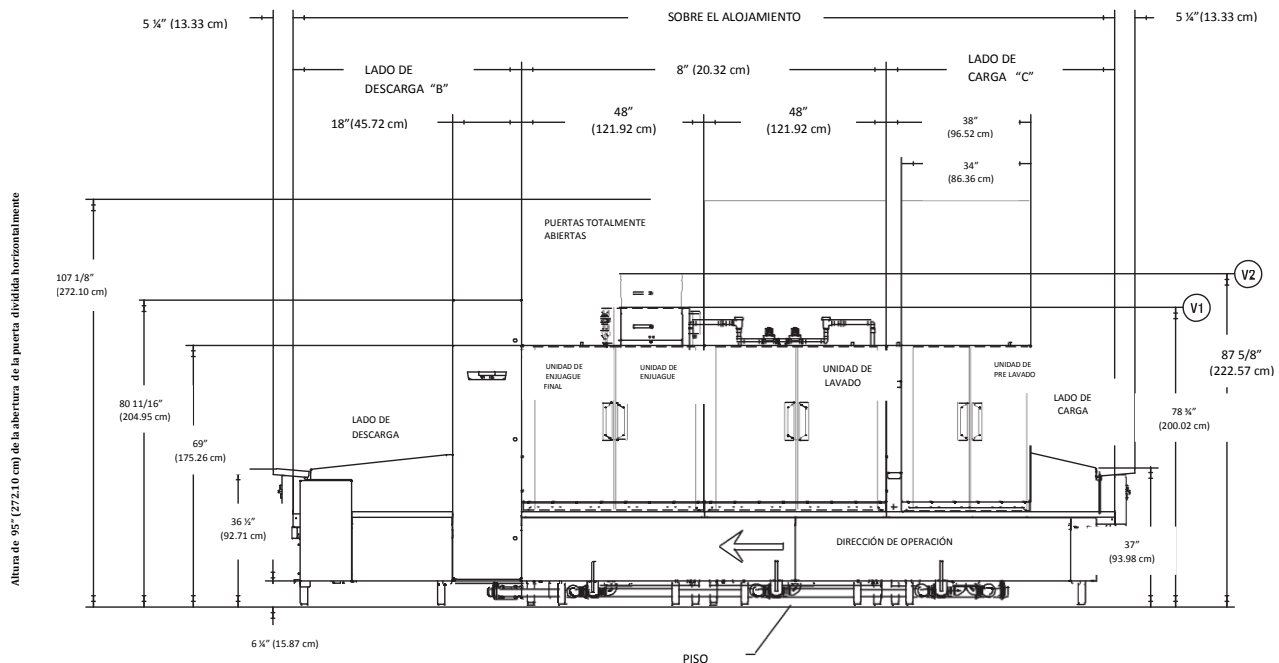 SOBRE EL ALOJAMIENTO
5 ¼” (13.33 cm)
5 ¼” (13.33 cm)
LADO DE
DESCARGA “B”
8” (20.32 cm)
LADO DE
CARGA “C”
18”(45.72 cm)
48”
(121.92 cm)
48”
(121.92 cm)
38”
(96.52 cm)
34”
(86.36 cm)
Altura de 95” (272.10 cm) de la abertura de la puerta dividida horizontalmente
PUERTAS TOTALMENTE
ABIERTAS
107 1/8”
(272.10 cm)
V2
V1
87 5/8”
(222.57 cm)
80 11/16”
(204.95 cm)
UNIDAD DE
ENJUAGUE
FINAL
UNIDAD DE
ENJUAGUE
UNIDAD DE
LAVADO
UNIDAD DE
PRE LAVADO
LADO DE
CARGA
78 ¾”
(200.02 cm)
LADO DE
DESCARGA
69”
(175.26 cm)
36 ½”
(92.71 cm)
DIRECCIÓN DE OPERACIÓN
37”
(93.98 cm)
6 ¼” (15.87 cm)
PISO